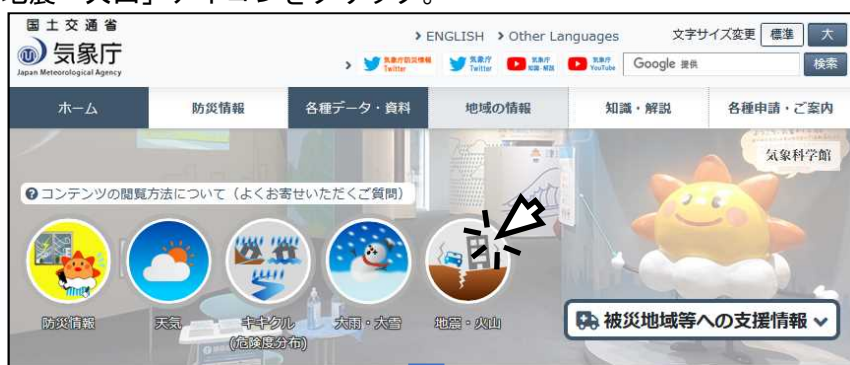 地震・火山」アイコンをクリック。
国土交通省
気象庁
Japan Meteorological Agency
ENGLISH Other Languages 文字サイズ変更 標準 大
気象庁防災情報 Twitter 気象庁 Twitter 気象庁 知識・解説 気象庁 YouTube Google 提供 検索
ホーム 防災情報 各種データ・資料 地域の情報 知識・解説 各種申請・ご案内
気象科学館
コンテンツの閲覧方法について(よくお寄せいただくご質問)
防災情報 天気 キキクル 大雨・大雪 地震・火山
(危険度分布)
被災地域等への支援情報